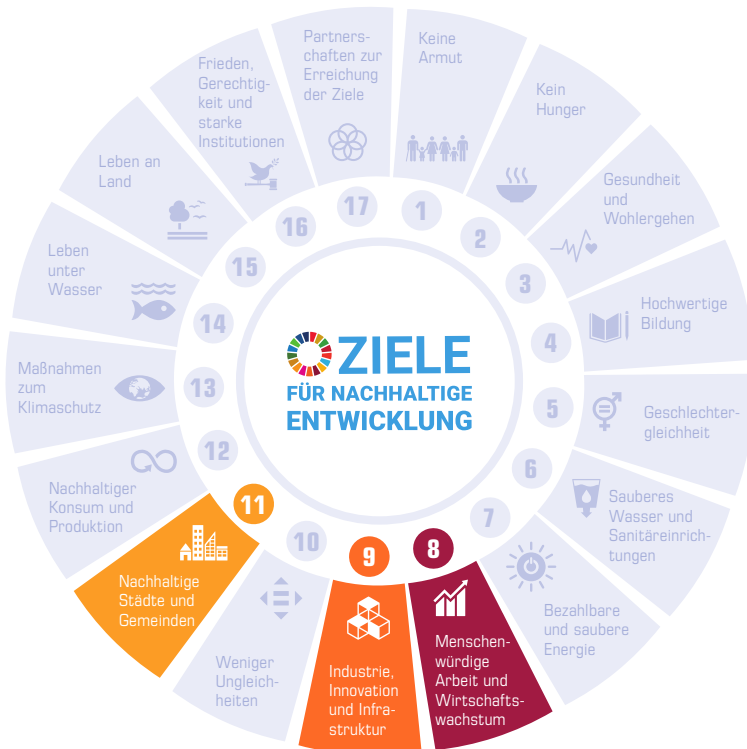 Keine
Armut
1
Kein
Hunger
2
Gesundheit
und
Wohlergehen
3
Hochwertige
Bildung
4
Geschlechter-
gleichheit
5
Sauberes
Wasser und
Sanitäreinrich-
tungen
6
Bezahlbare
und saubere
Energie
7
Menschen-
würdige
Arbeit und
Wirtschafts-
wachstum
8
Industrie,
Innovation
und Infra-
struktur
9
Weniger
Ungleich-
heiten
10
Nachhaltige
Städte und
Gemeinden
11
Nachhaltiger
Konsum und
Produktion
12
Maßnahmen
zum
Klimaschutz
13
Leben
unter
Wasser
14
Leben an
Land
15
Frieden,
Gerechtig-
keit und
starke
Institutionen
16
Partners-
chaften zur
Erreichung
der Ziele
17
ZIELE
FÜR NACHHALTIGE
ENTWICKLUNG